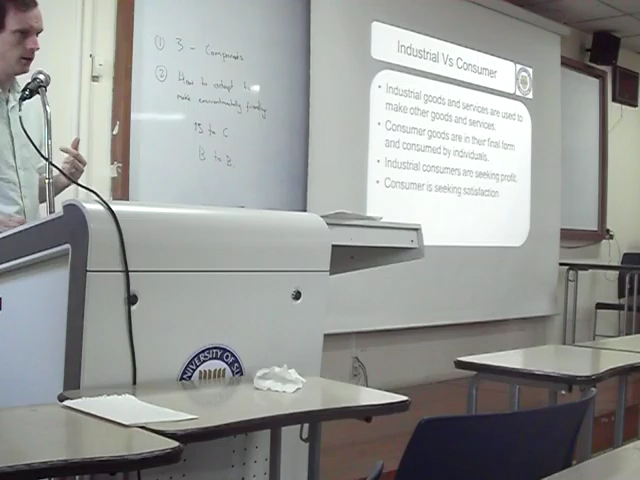 ① 3 - Components
② How to adapt to
make environmentally friendly
B to C
B to B.
Industrial Vs Consumer
• Industrial goods and services are used to
make other goods and services.
• Consumer goods are in their final form
and consumed by individuals.
• Industrial consumers are seeking profit.
• Consumer is seeking satisfaction
UNIVERSITY OF